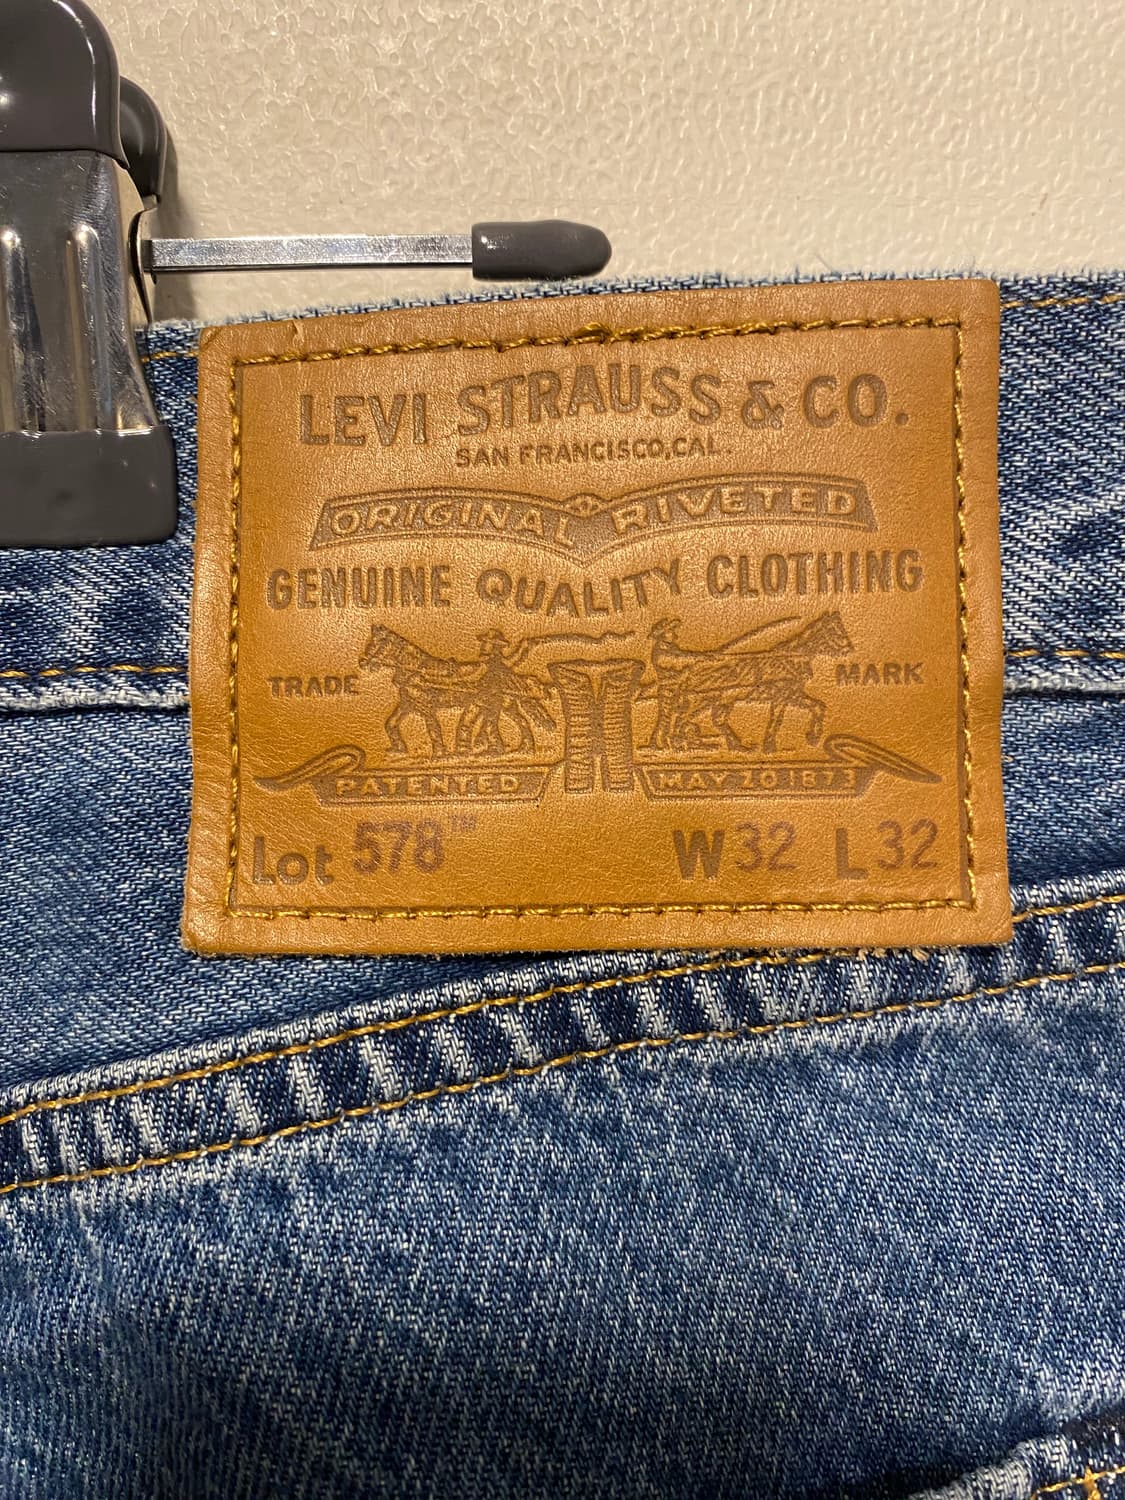 LEVI STRAUSS & CO.
SAN FRANCISCO, CAL.
ORIGINAL RIVETED
GENUINE QUALITY CLOTHING
TRADE MARK
PATENTED MAY 20 1873
Lot 578™ W32 L32